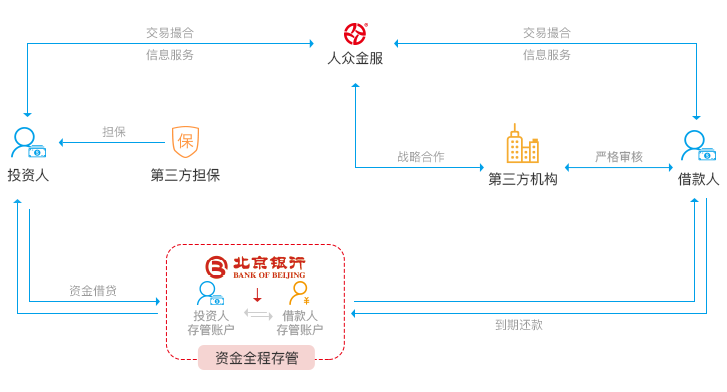 交易撮合
信息服务
®
人众金服
交易撮合
信息服务
担保
保
投资人
第三方担保
战略合作
第三方机构
严格审核
借款人
资金借贷
北京银行
BANK OF BEIJING
投资人
存管账户
借款人
存管账户
¥
到期还款
资金全程存管